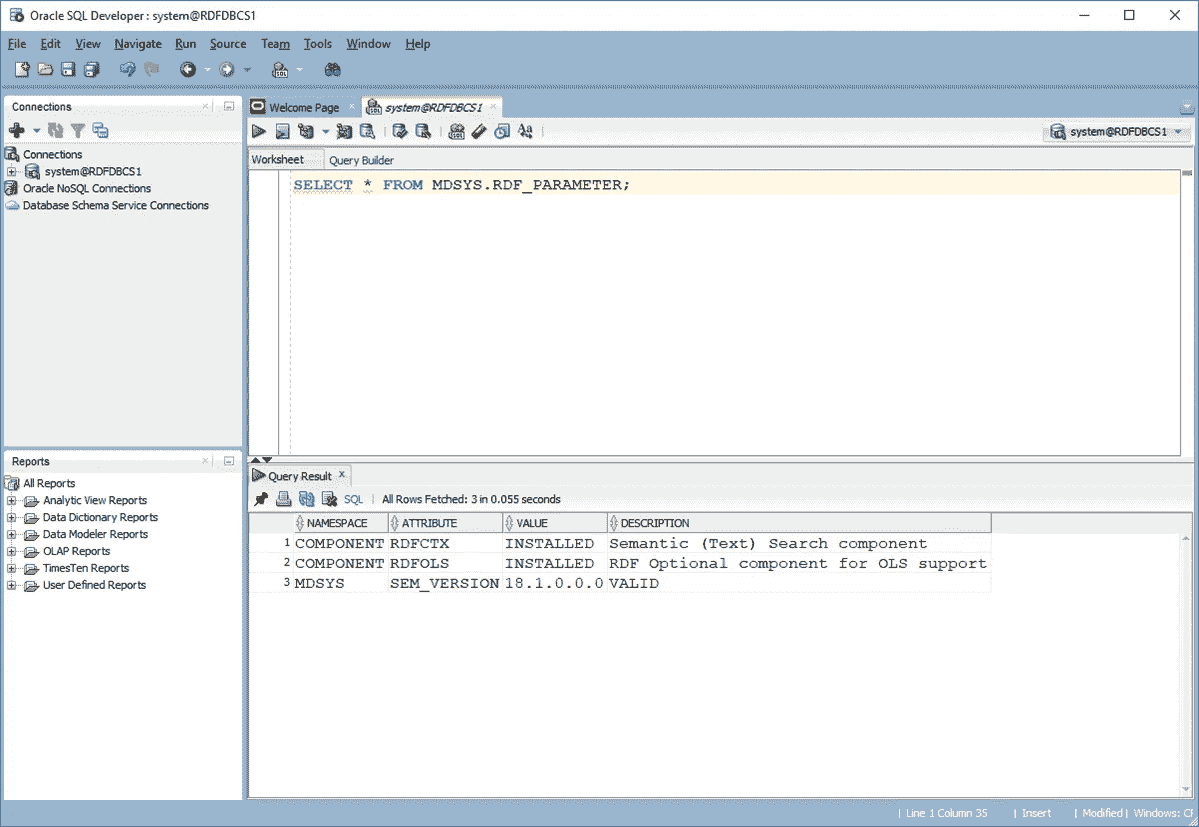 Oracle SQL Developer : system@RDFDBCS1
File Edit View Navigate Run Source Team Tools Window Help
Connections
Connections
system@RDFDBCS1
Oracle NoSQL Connections
Database Schema Service Connections
Welcome Page system@RDFDBCS1
system@RDFDBCS1
Worksheet Query Builder
SELECT * FROM MDSYS.RDF_PARAMETER;
Reports
All Reports
Analytic View Reports
Data Dictionary Reports
Data Modeler Reports
OLAP Reports
TimesTen Reports
User Defined Reports
Query Result
SQL | All Rows Fetched: 3 in 0.055 seconds
NAMESPACE ATTRIBUTE VALUE DESCRIPTION
1 COMPONENT RDFCTX INSTALLED Semantic (Text) Search component
2 COMPONENT RDFOLS INSTALLED RDF Optional component for OLS support
3 MDSYS SEM_VERSION 18.1.0.0.0 VALID
| Line 1 Column 35 | Insert | Modified | Windows: